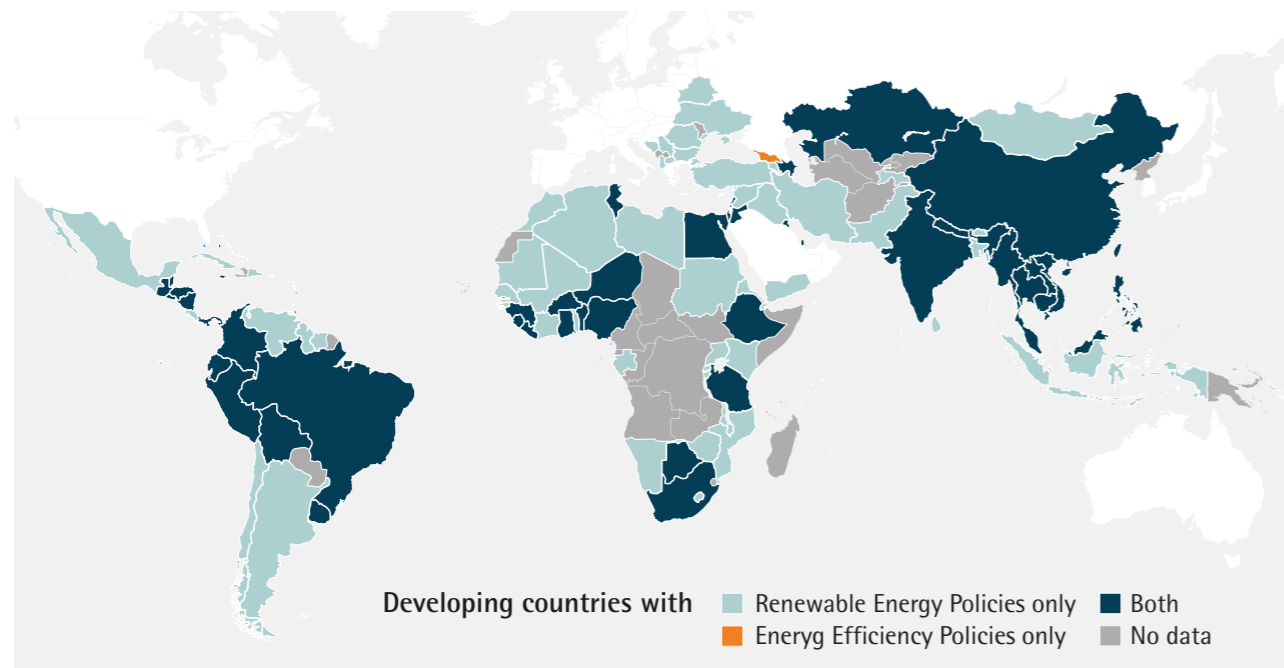 Developing countries with
Renewable Energy Policies only
Both
Eneryg Efficiency Policies only
No data